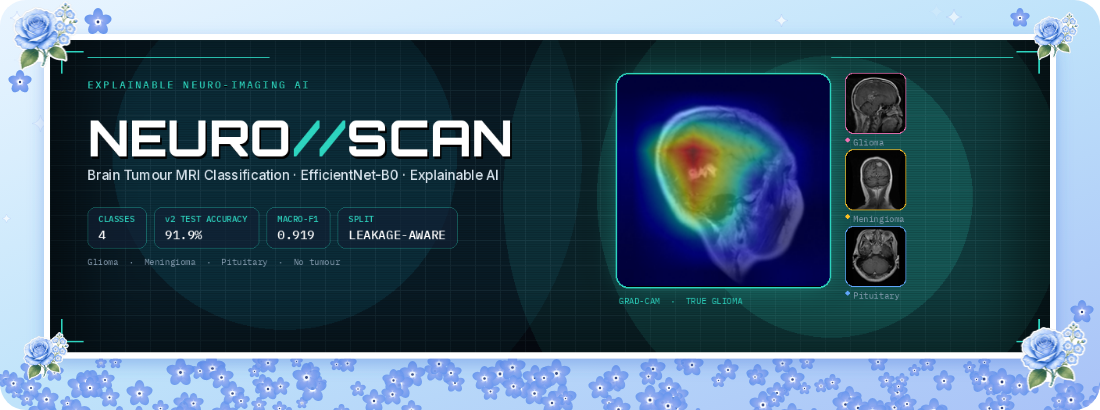 EXPLAINABLE NEURO-IMAGING AI
NEURO//SCAN
Brain Tumour MRI Classification · EfficientNet-B0 · Explainable AI
CLASSES
4
v2 TEST ACCURACY
91.9%
MACRO-F1
0.919
SPLIT
LEAKAGE-AWARE
Glioma · Meningioma · Pituitary · No tumour
GRAD-CAM · TRUE GLIOMA
Glioma
Meningioma
Pituitary